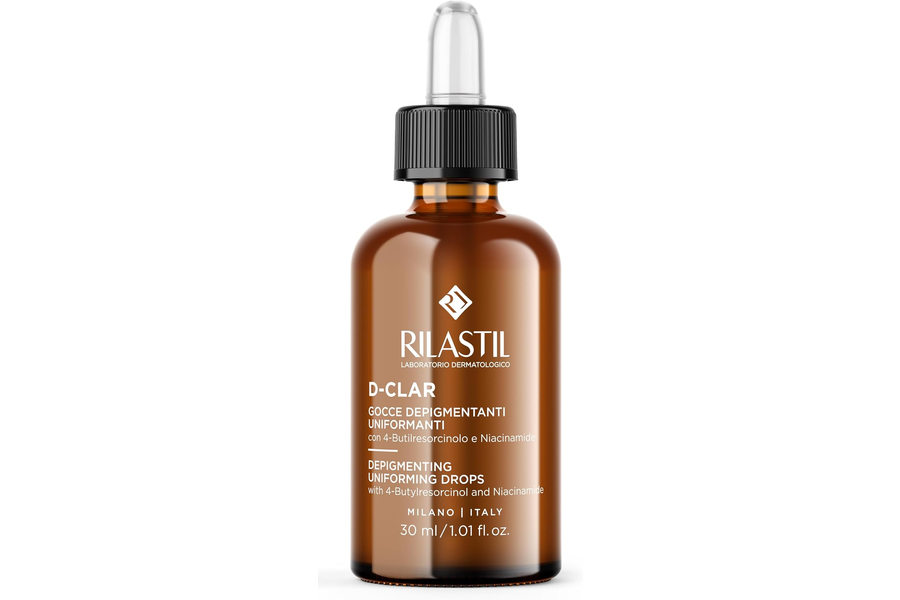 RILASTIL
LABORATORIO DERMATOLOGICO
D-CLAR
GOCCE DEPIGMENTANTI
UNIFORMANTI
con 4-Butilresorcinolo e Niacinamide
DEPIGMENTING
UNIFORMING DROPS
with 4-Butylresorcinol and Niacinamide
MILANO | ITALY
30 ml/1.01 fl. oz.